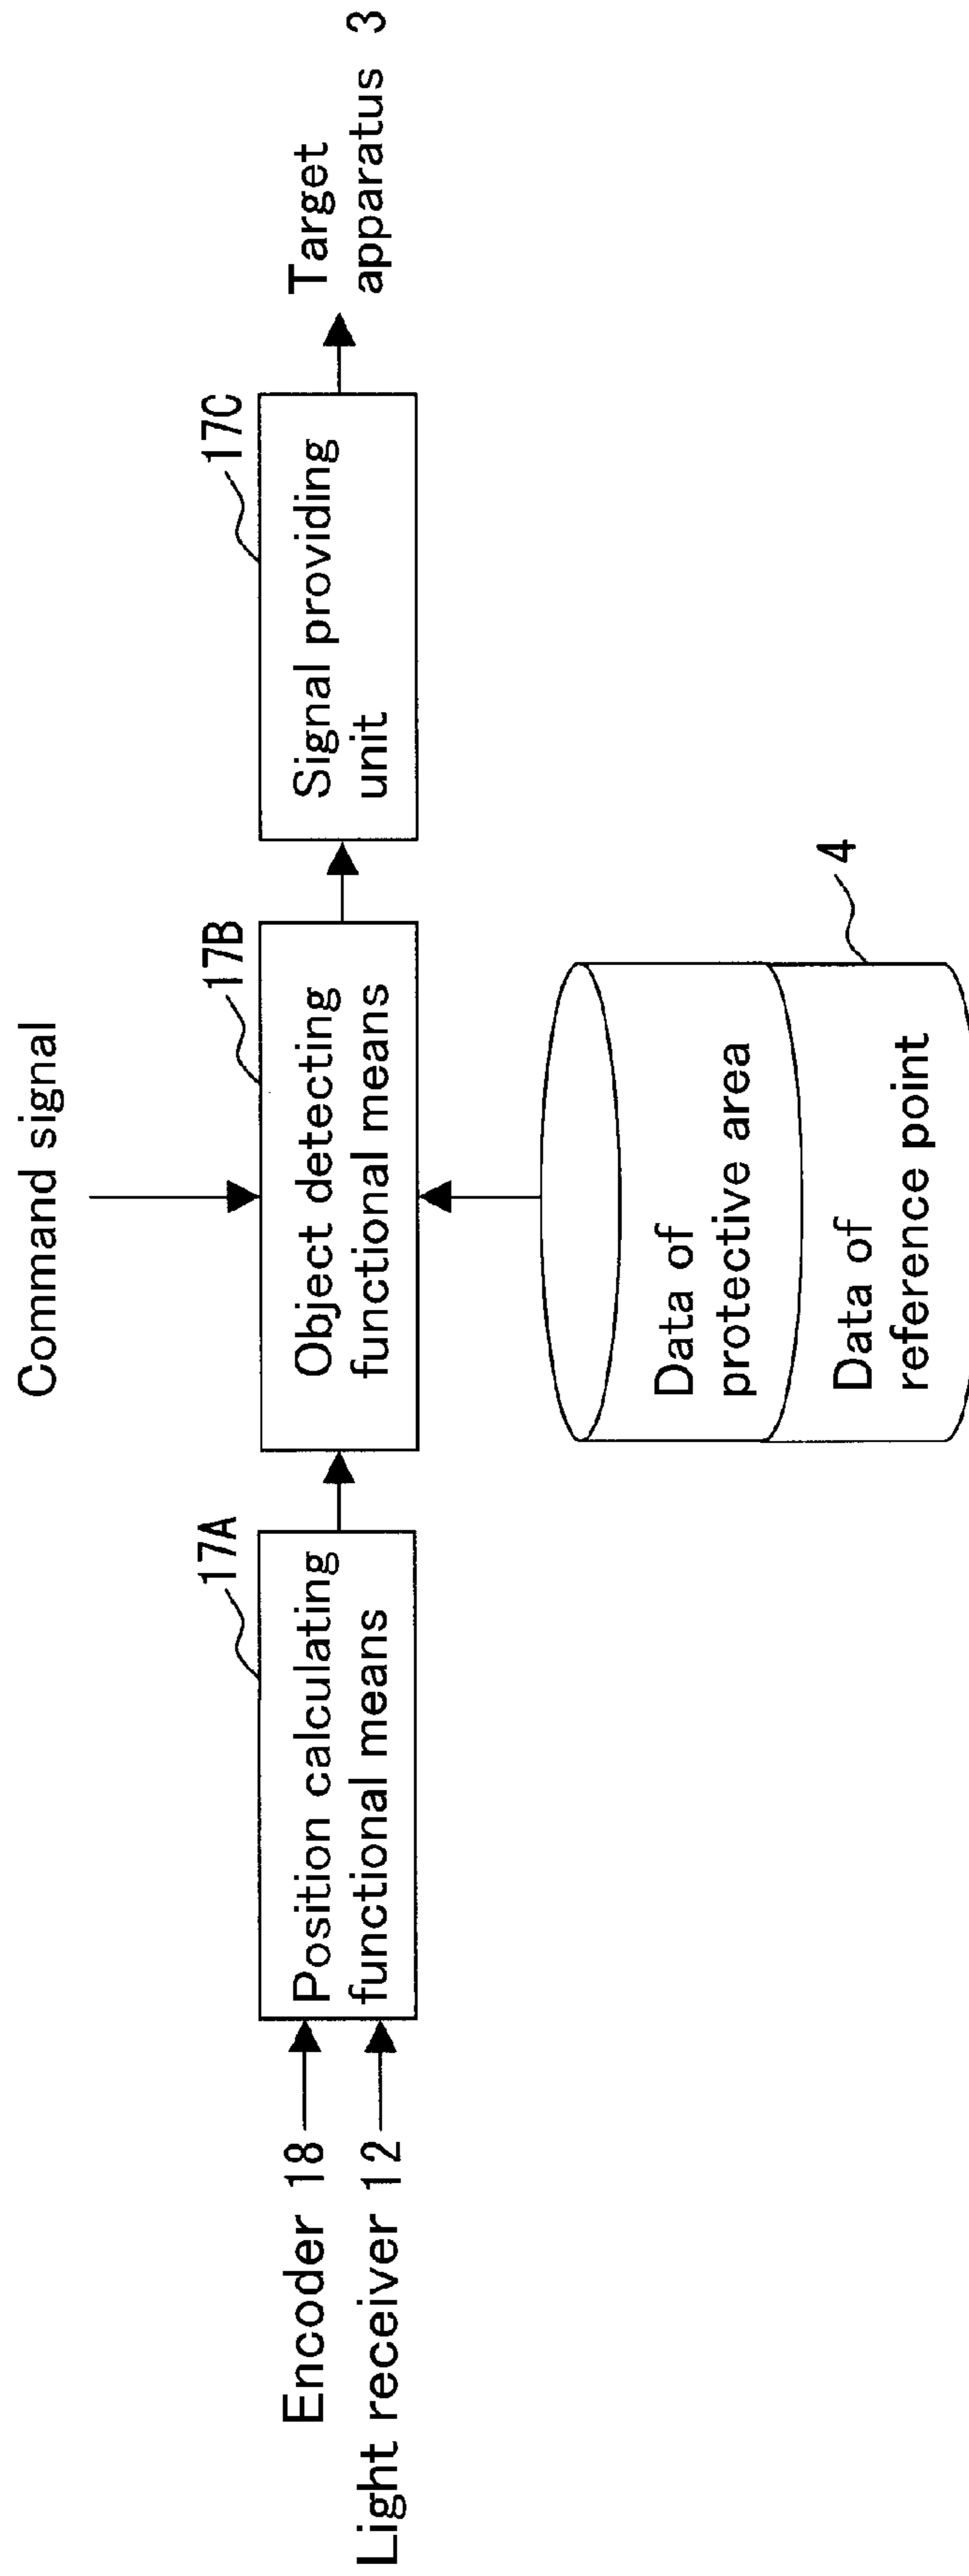 Command signal
17A
17B
17C
Encoder 18
Light receiver 12
Position calculating
functional means
Object detecting
functional means
Signal providing
unit
Target
apparatus 3
4
Data of
protective area
Data of
reference point